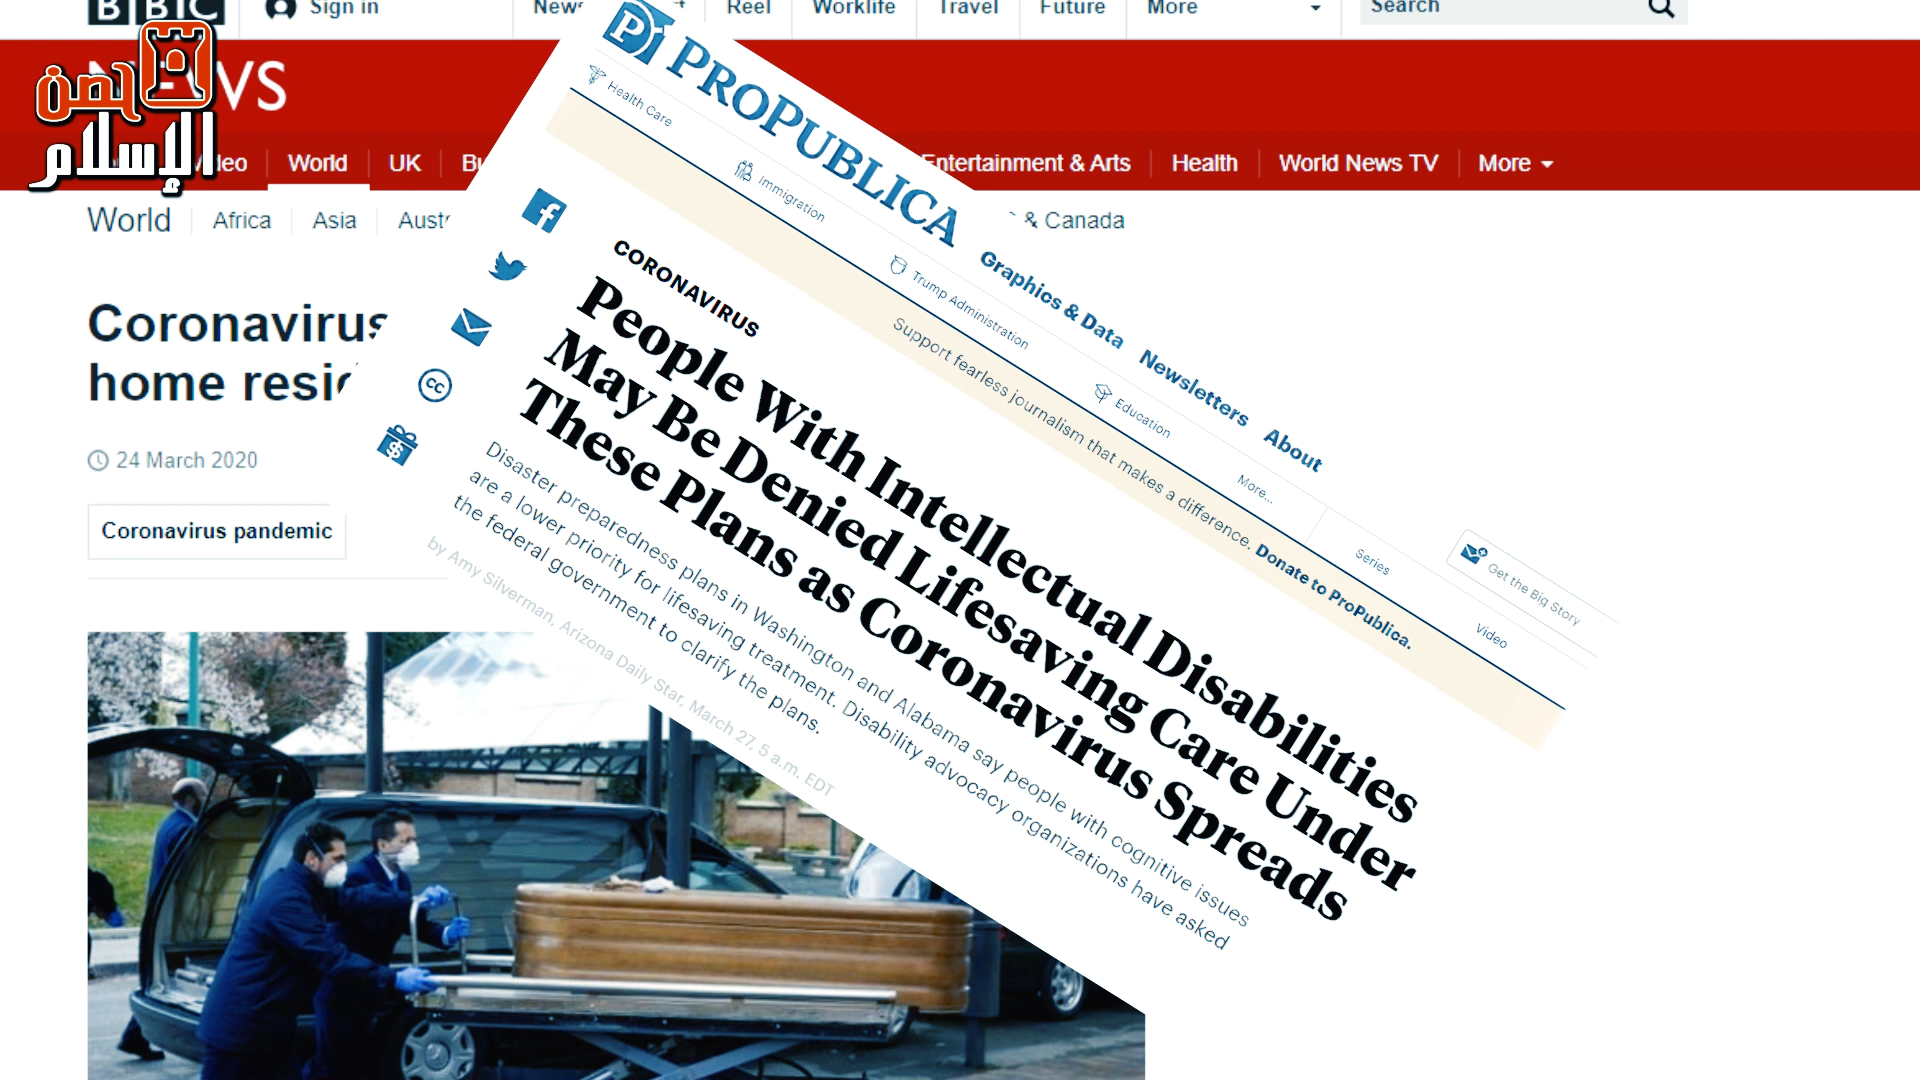 BBC
Sign in
News
Reel
Worklife
Travel
Future
More
Search
NEWS
حصن
الإسلام
World
UK
Entertainment & Arts
Health
World News TV
More
World
Africa
Asia
& Canada
Coronavirus
home
24 March 2020
Coronavirus pandemic
PROPUBLICA
Graphics & Data
Newsletters
About
Health Care
Immigration
Trump Administration
Education
More...
Series
Video
Get the Big Story
Support fearless journalism that makes a difference. Donate to ProPublica.
CORONAVIRUS
People With Intellectual Disabilities
May Be Denied Lifesaving Care Under
These Plans as Coronavirus Spreads
Disaster preparedness plans in Washington and Alabama say people with cognitive issues
are a lower priority for lifesaving treatment. Disability advocacy organizations have asked
the federal government to clarify the plans.
by Amy Silverman, Arizona Daily Star, March 27, 5 a.m. EDT